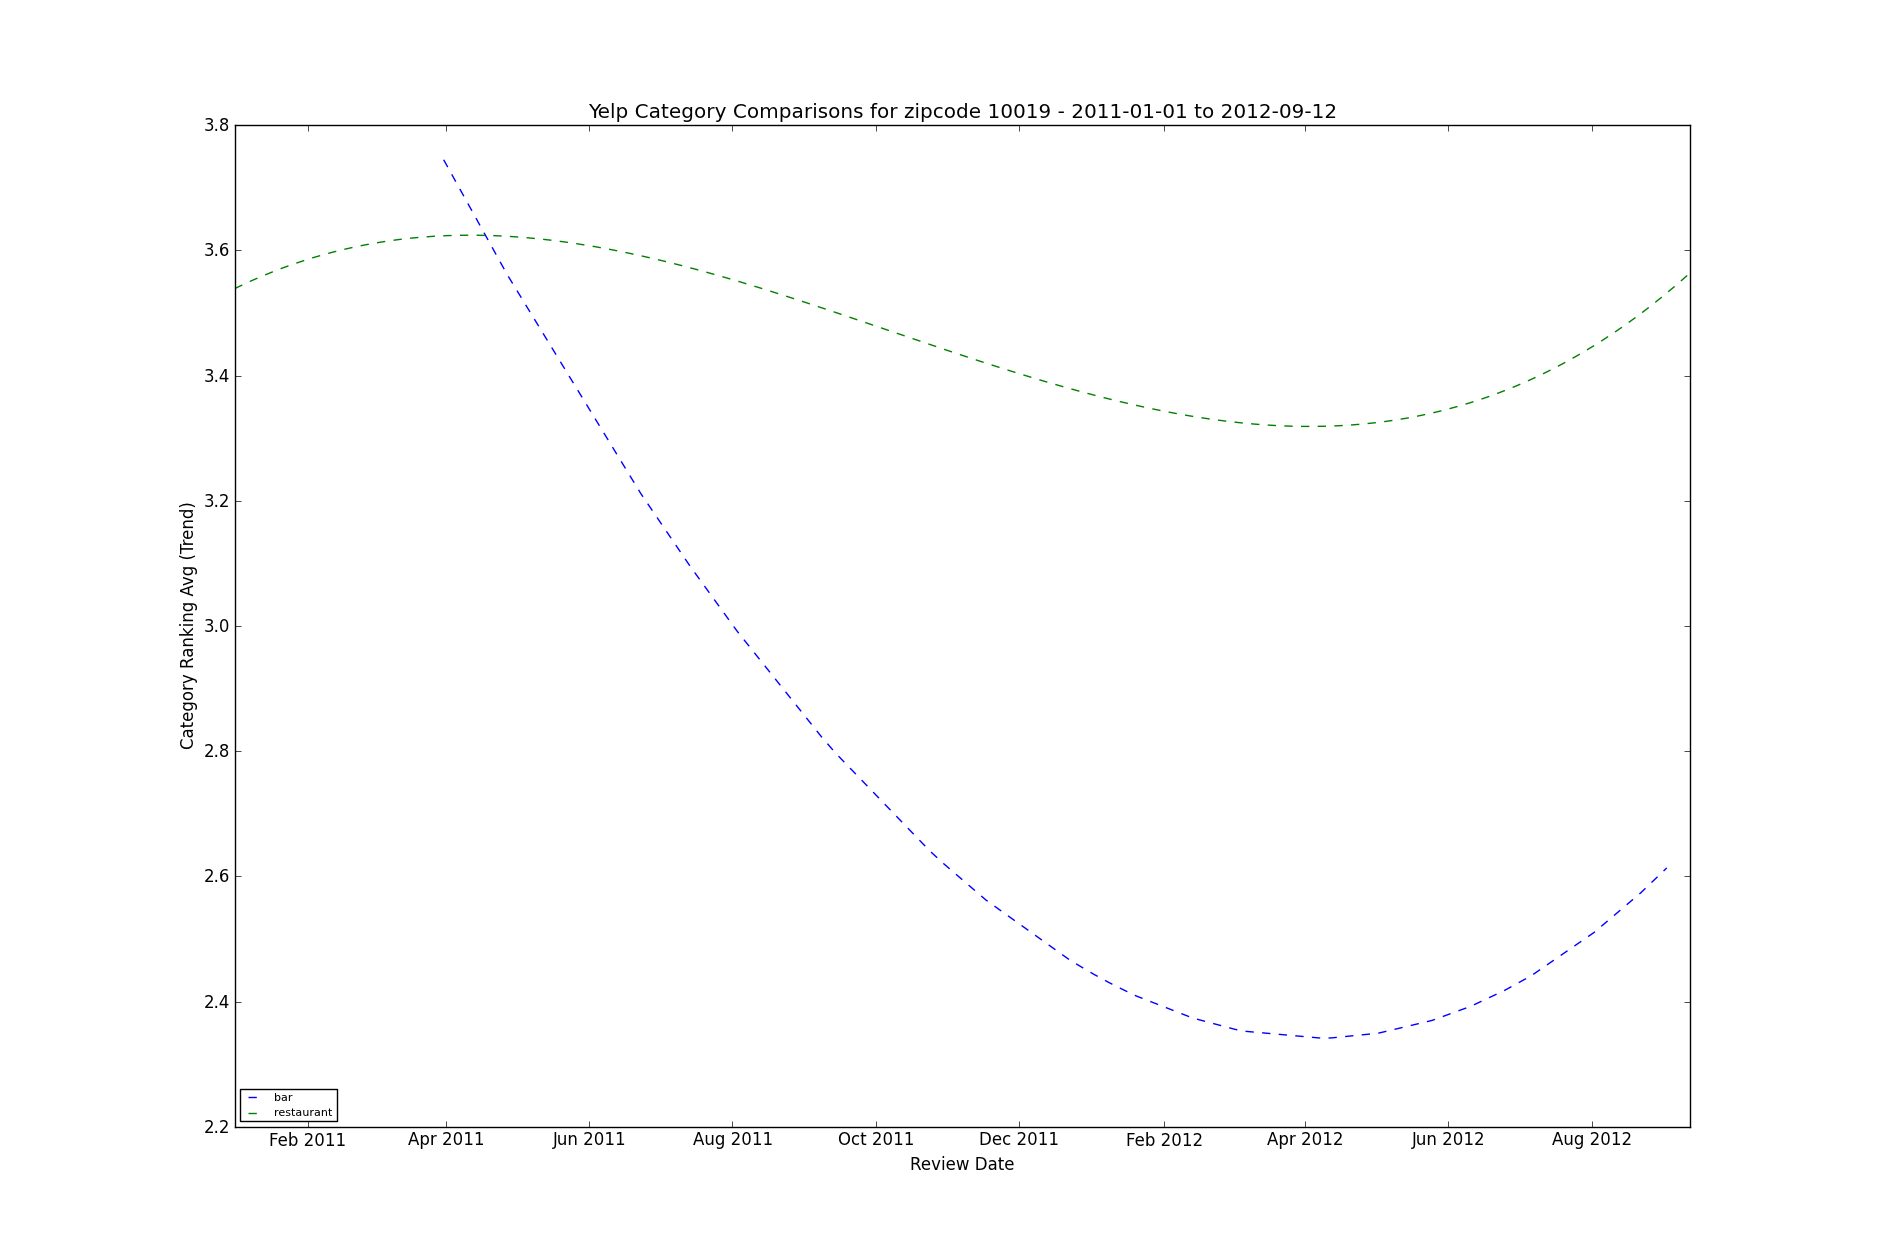 Yelp Category Comparisons for zipcode 10019 - 2011-01-01 to 2012-09-12
Category Ranking Avg (Trend)
3.8
3.6
3.4
3.2
3.0
2.8
2.6
2.4
2.2
bar
restaurant
Feb 2011 Apr 2011 Jun 2011 Aug 2011 Oct 2011 Dec 2011 Feb 2012 Apr 2012 Jun 2012 Aug 2012
Review Date